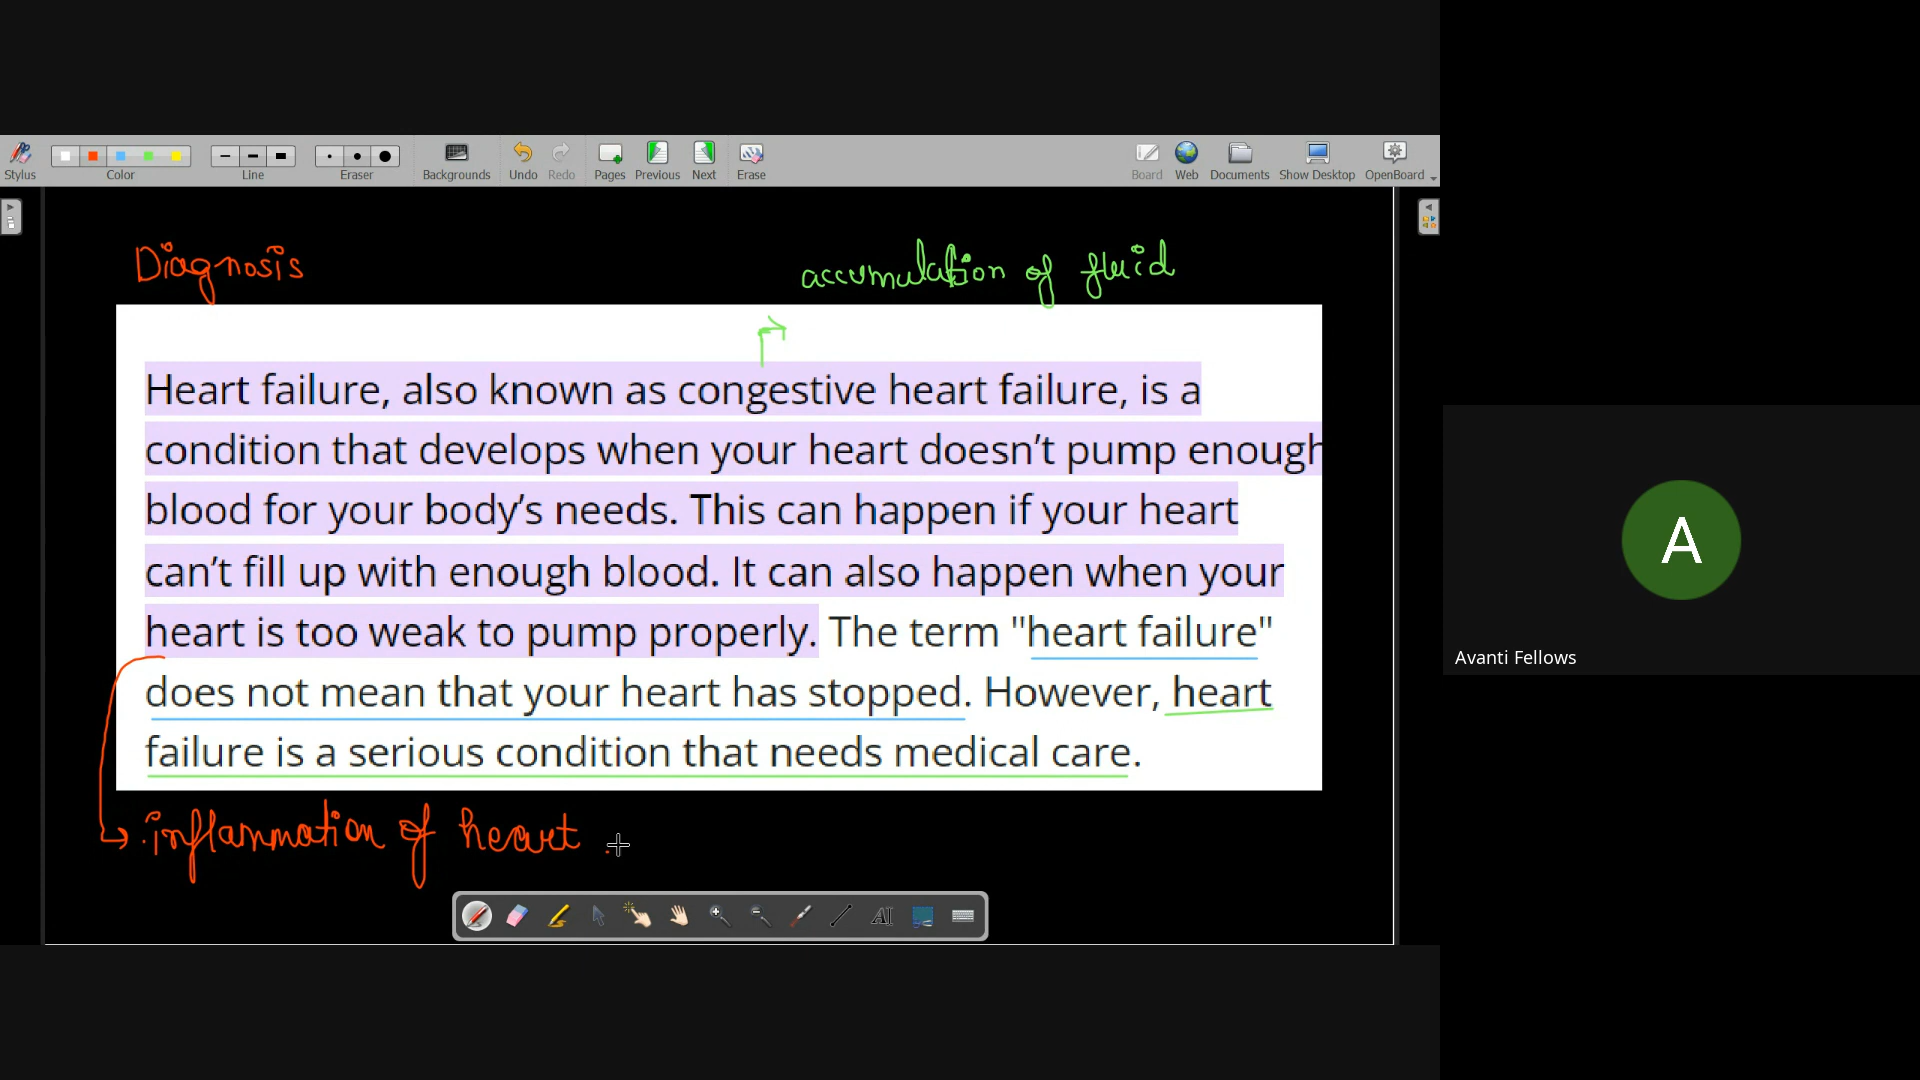 Stylus Color Line Eraser Backgrounds Undo Redo Pages Previous Next Erase Board Web Documents Show Desktop OpenBoard
Diagnosis
accumulation of fluid
Heart failure, also known as congestive heart failure, is a
condition that develops when your heart doesn’t pump enough
blood for your body’s needs. This can happen if your heart
can’t fill up with enough blood. It can also happen when your
heart is too weak to pump properly. The term "heart failure"
does not mean that your heart has stopped. However, heart
failure is a serious condition that needs medical care.
inflammation of heart
A
Avanti Fellows